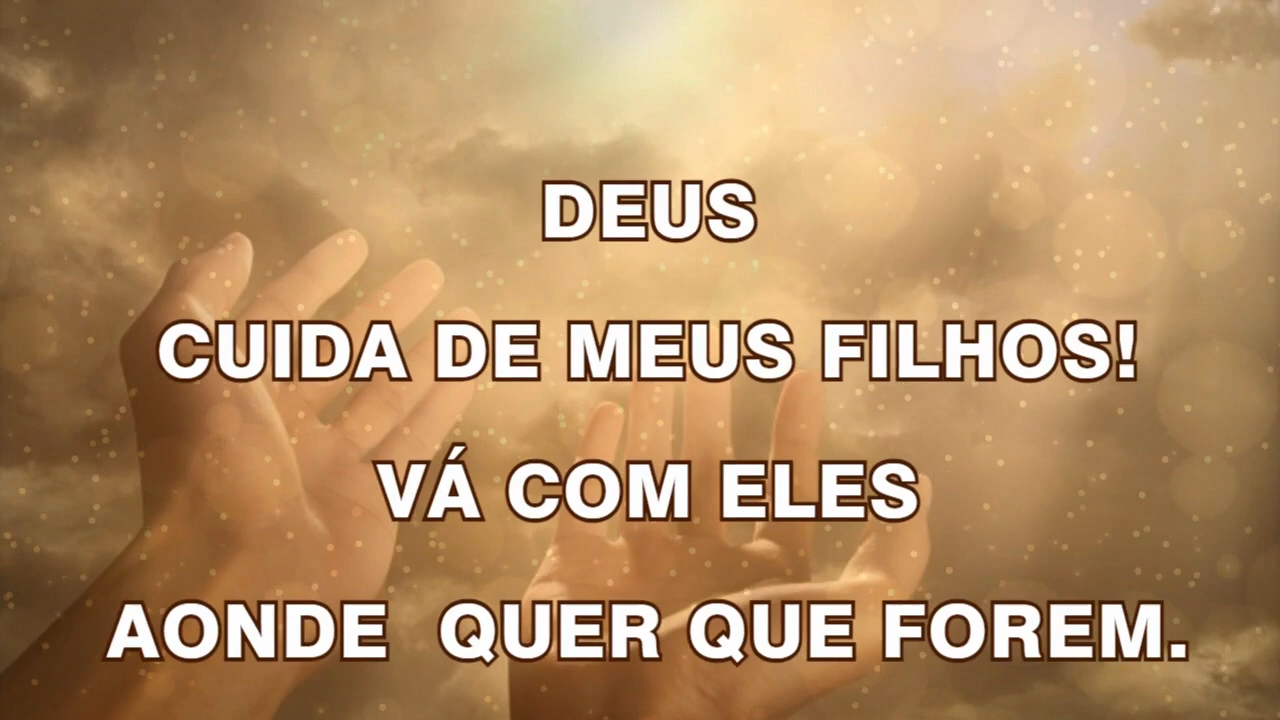 DEUS
CUIDA DE MEUS FILHOS!
VÁ COM ELES
AONDE  QUER QUE FOREM.